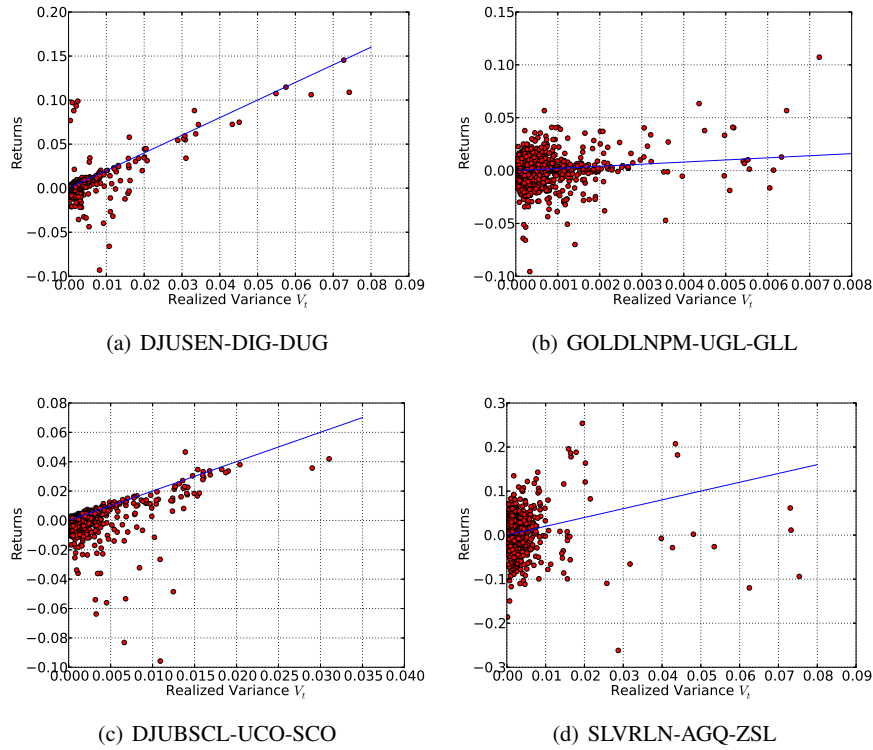 0.20
0.15
0.10
0.05
0.00
−0.05
−0.10
Returns
0.00 0.01 0.02 0.03 0.04 0.05 0.06 0.07 0.08 0.09
Realized Variance Vt
(a) DJUSEN-DIG-DUG
0.15
0.10
0.05
0.00
−0.05
−0.10
Returns
0.000 0.001 0.002 0.003 0.004 0.005 0.006 0.007 0.008
Realized Variance Vt
(b) GOLDLNPM-UGL-GLL
0.08
0.06
0.04
0.02
0.00
−0.02
−0.04
−0.06
−0.08
−0.10
Returns
0.000 0.005 0.010 0.015 0.020 0.025 0.030 0.035 0.040
Realized Variance Vt
(c) DJUBSCL-UCO-SCO
0.3
0.2
0.1
0.0
−0.1
−0.2
−0.3
Returns
0.00 0.01 0.02 0.03 0.04 0.05 0.06 0.07 0.08 0.09
Realized Variance Vt
(d) SLVRLN-AGQ-ZSL